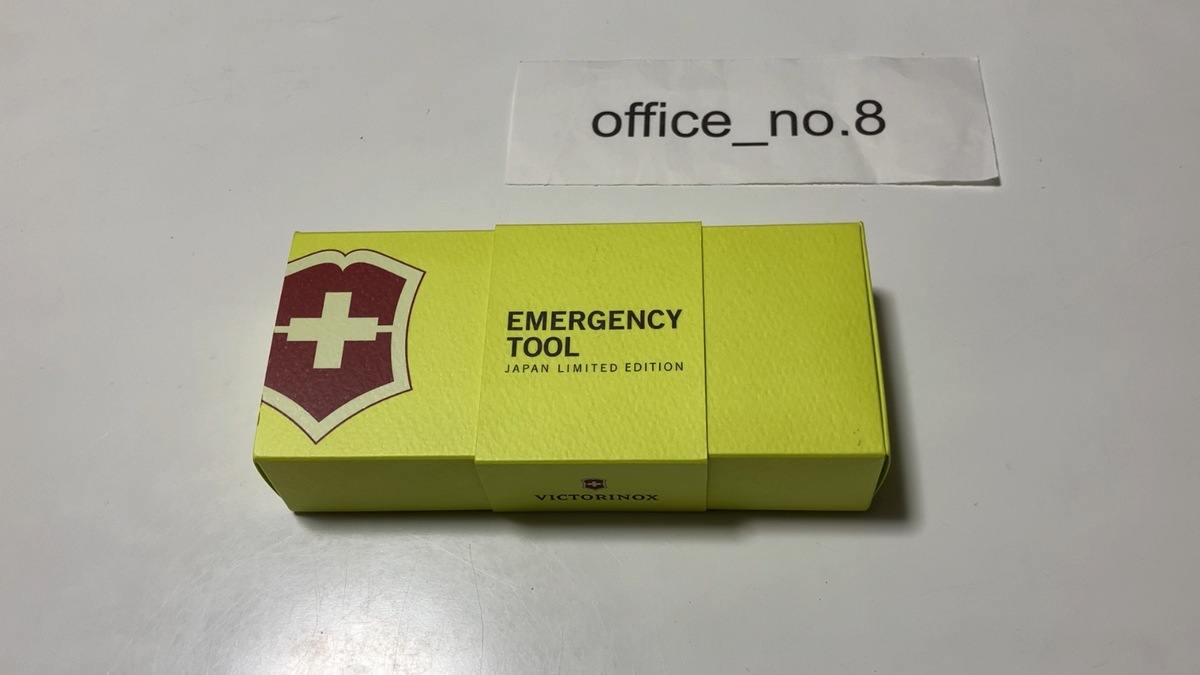 office_no.8
EMERGENCY
TOOL
JAPAN LIMITED EDITION
VICTORINOX